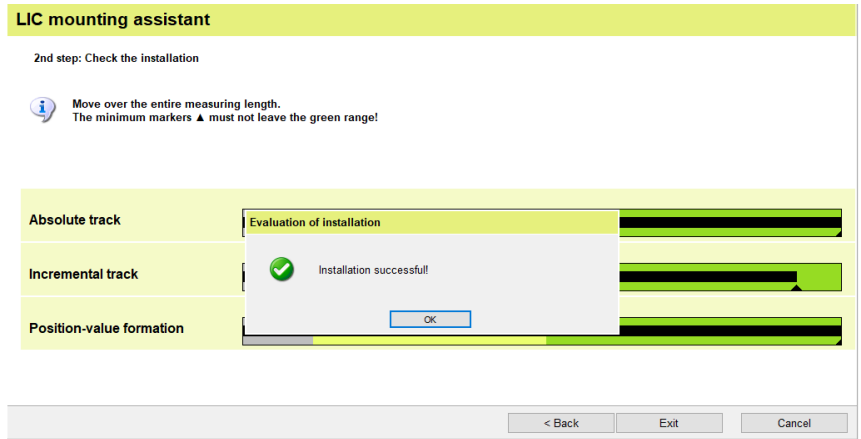 LIC mounting assistant
2nd step: Check the installation
Move over the entire measuring length.
The minimum markers ▲ must not leave the green range!
Absolute track
Evaluation of installation
Installation successful!
Incremental track
OK
Position-value formation
< Back
Exit
Cancel